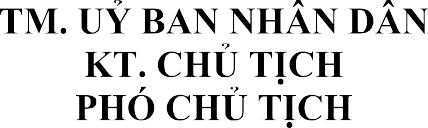 TM. UỶ BAN NHÂN DÂN
KT. CHỦ TỊCH
PHÓ CHỦ TỊCH